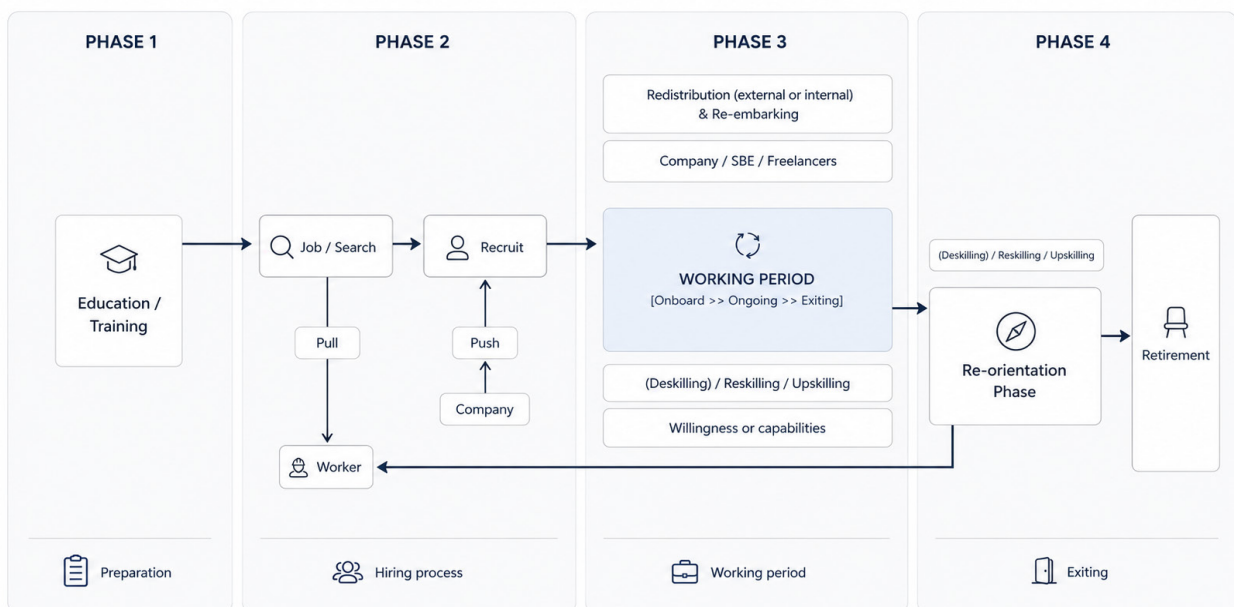 PHASE 1
Education /
Training
Preparation
PHASE 2
Job / Search
Recruit
Pull
Push
Company
Worker
Hiring process
PHASE 3
Redistribution (external or internal)
& Re-embarking
Company / SBE / Freelancers
WORKING PERIOD
[Onboard >> Ongoing >> Exiting]
(Deskilling) / Reskilling / Upskilling
Willingness or capabilities
Working period
PHASE 4
(Deskilling) / Reskilling / Upskilling
Re-orientation
Phase
Retirement
Exiting